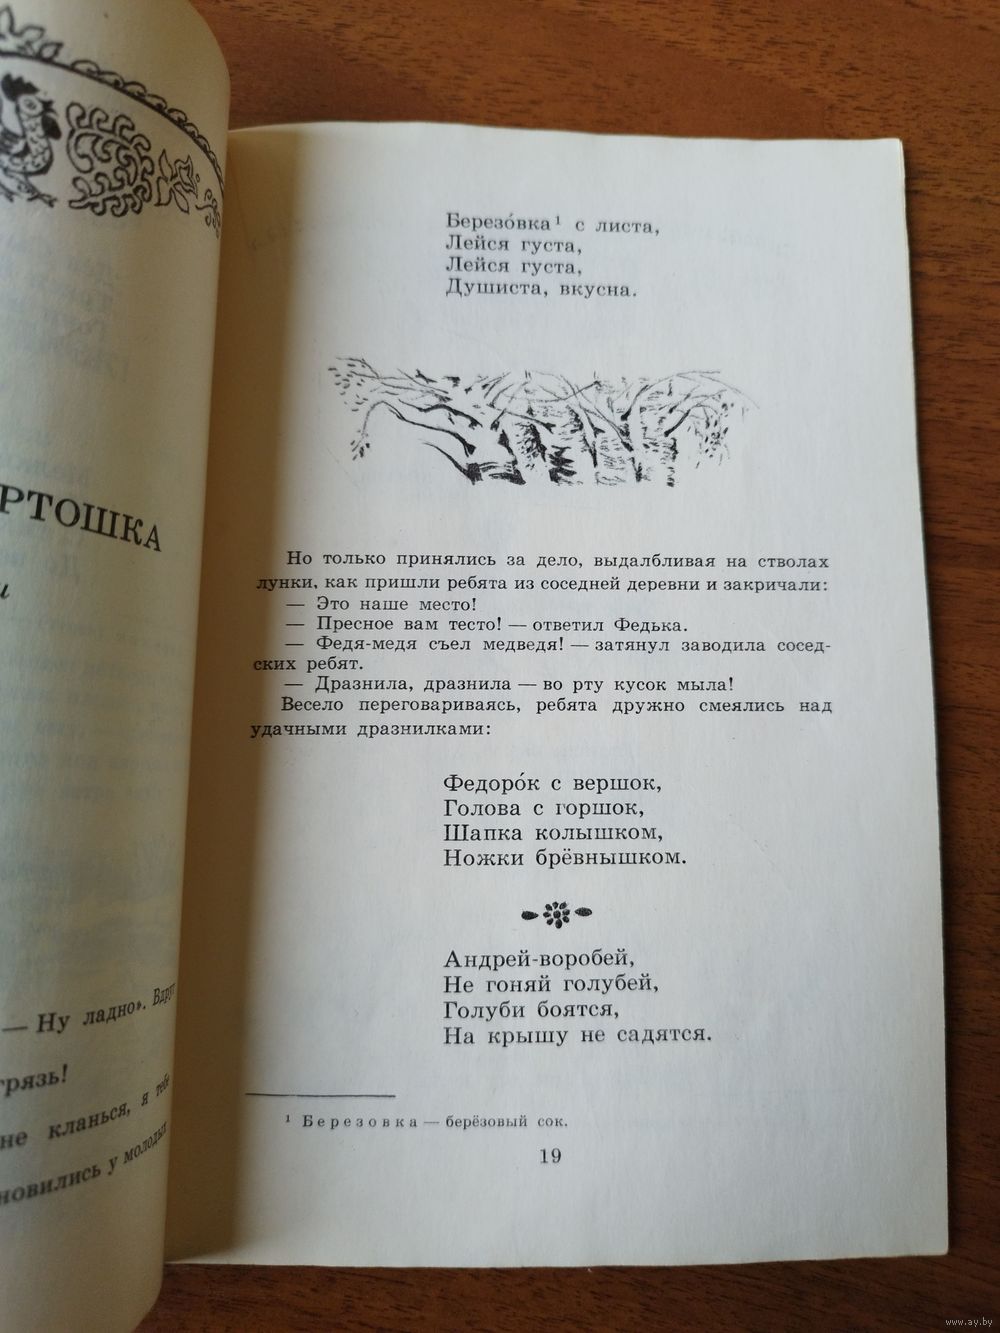 РТОШКА
— Ну ладно». Вдруг
грязь!
не кланься, я тебе
новились у молодых
Березо́вка¹ с листа,
Лейся густа,
Лейся густа,
Душиста, вкусна.
Но только принялись за дело, выдалбливая на стволах
лунки, как пришли ребята из соседней деревни и закричали:
— Это наше место!
— Пресное вам тесто! — ответил Федька.
— Федя-медя съел медведя! — затянул заводила сосед-
ских ребят.
— Дразнила, дразнила — во рту кусок мыла!
Весело переговариваясь, ребята дружно смеялись над
удачными дразнилками:
Федоро́к с вершок,
Голова с горшок,
Шапка колышком,
Ножки брёвнышком.
Андрей-воробей,
Не гоняй голубей,
Голуби боятся,
На крышу не садятся.
¹ Березовка — берёзовый сок.
19
www.ay.by